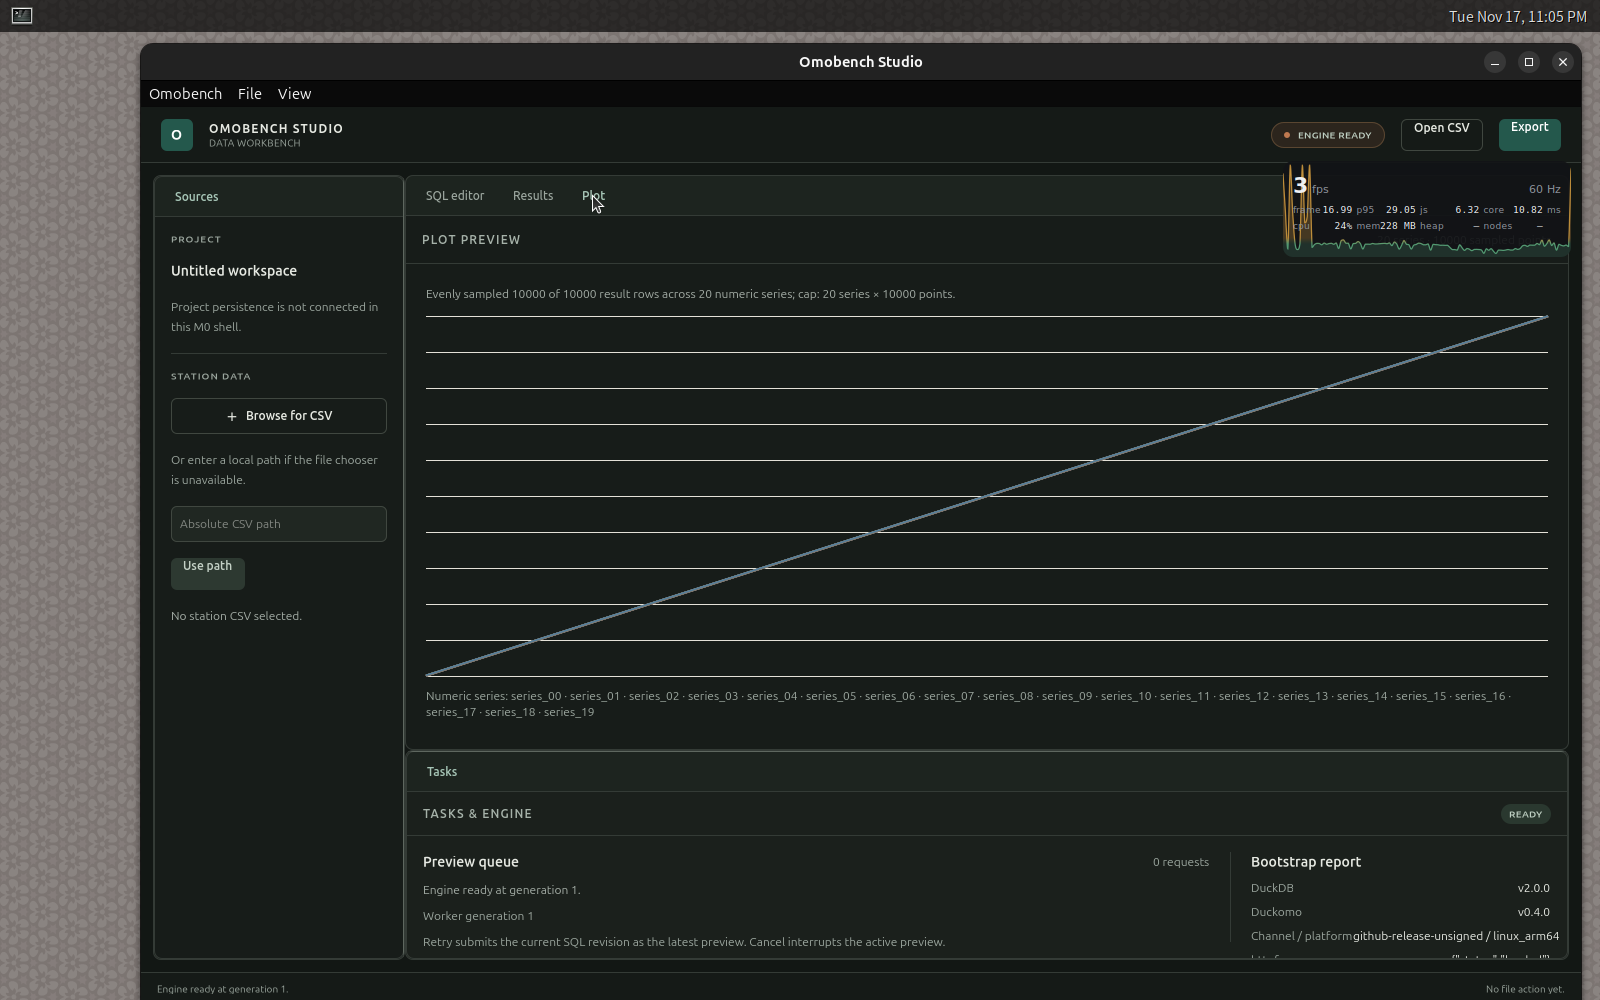 Tue Nov 17, 11:05 PM
Omobench Studio
Omobench File View
O
OMOBENCH STUDIO
DATA WORKBENCH
ENGINE READY
Open CSV
Export
Sources
PROJECT
Untitled workspace
Project persistence is not connected in
this M0 shell.
STATION DATA
+ Browse for CSV
Or enter a local path if the file chooser
is unavailable.
Absolute CSV path
Use path
No station CSV selected.
SQL editor Results Plot
3 fps 60 Hz
frame 16.99 p95 29.05 js 6.32 core 10.82 ms
cpu 24% mem 228 MB heap — nodes —
PLOT PREVIEW
Evenly sampled 10000 of 10000 result rows across 20 numeric series; cap: 20 series × 10000 points.
Numeric series: series_00 · series_01 · series_02 · series_03 · series_04 · series_05 · series_06 · series_07 · series_08 · series_09 · series_10 · series_11 · series_12 · series_13 · series_14 · series_15 · series_16 ·
series_17 · series_18 · series_19
Tasks
TASKS & ENGINE
READY
Preview queue 0 requests
Engine ready at generation 1.
Worker generation 1
Retry submits the current SQL revision as the latest preview. Cancel interrupts the active preview.
Bootstrap report
DuckDB v2.0.0
Duckomo v0.4.0
Channel / platform github-release-unsigned / linux_arm64
Engine ready at generation 1.
No file action yet.